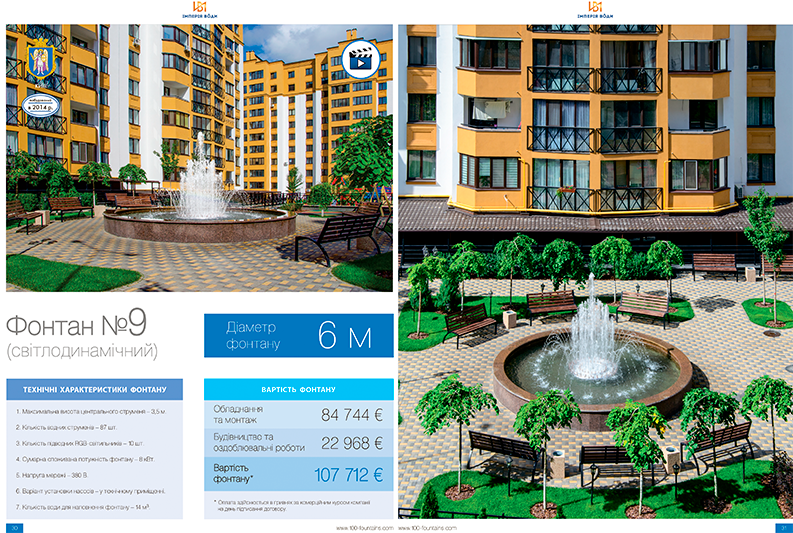 ІМПЕРІЯ ВОДИ
ІМПЕРІЯ ВОДИ
в 2014 р.
Фонтан №9
(світлодинамічний)
Діаметр
фонтану
6 м
ТЕХНІЧНІ ХАРАКТЕРИСТИКИ ФОНТАНУ
1. Максимальна висота центрального струменя – 3,5 м.
2. Кількість водних струменів – 87 шт.
3. Кількість підводних RGB-світильників – 10 шт.
4. Сумарна споживана потужність фонтану – 8 кВт.
5. Напруга мережі – 380 В.
6. Варіант установки насосів – у технічному приміщенні.
7. Кількість води для наповнення фонтану – 14 м³.
ВАРТІСТЬ ФОНТАНУ
Обладнання
та монтаж
84 744 €
Будівництво та
оздоблювальні роботи
22 968 €
Вартість
фонтану*
107 712 €
* Оплата здійснюється в гривнях за комерційним курсом компанії
на день підписання договору
www.100-fountains.com
www.100-fountains.com